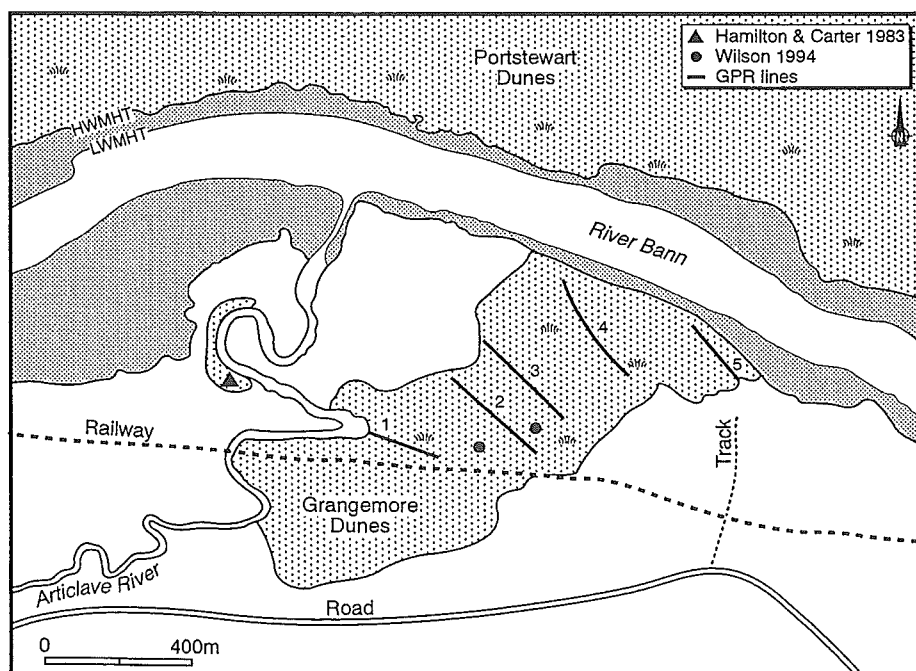 Hamilton & Carter 1983
Wilson 1994
GPR lines
Portstewart
Dunes
HWMHT
LWMHT
River Bann
4
5
3
2
1
Railway
Track
Grangemore
Dunes
Articlave River
Road
0 400m